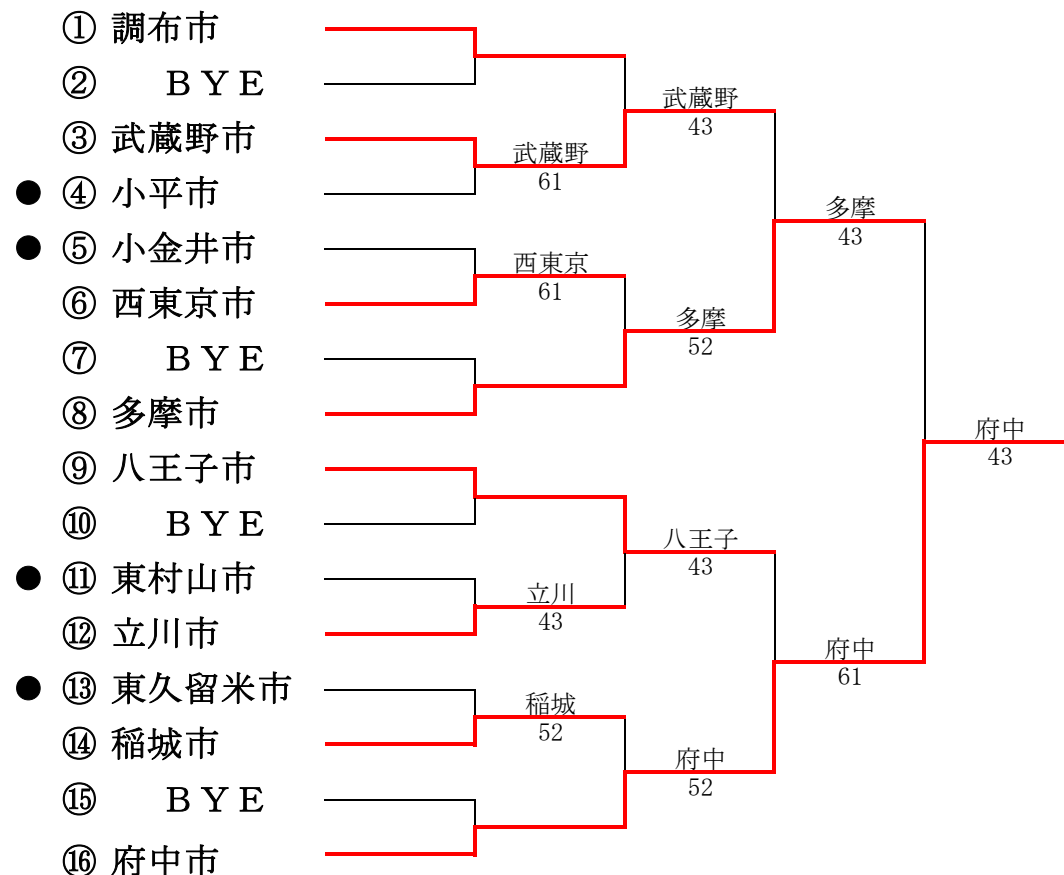 ① 調布市
② ＢＹＥ
③ 武蔵野市
● ④ 小平市
● ⑤ 小金井市
⑥ 西東京市
⑦ ＢＹＥ
⑧ 多摩市
⑨ 八王子市
⑩ ＢＹＥ
● ⑪ 東村山市
⑫ 立川市
● ⑬ 東久留米市
⑭ 稲城市
⑮ ＢＹＥ
⑯ 府中市
武蔵野
61
西東京
61
立川
43
稲城
52
武蔵野
43
多摩
52
八王子
43
府中
52
多摩
43
府中
61
府中
43